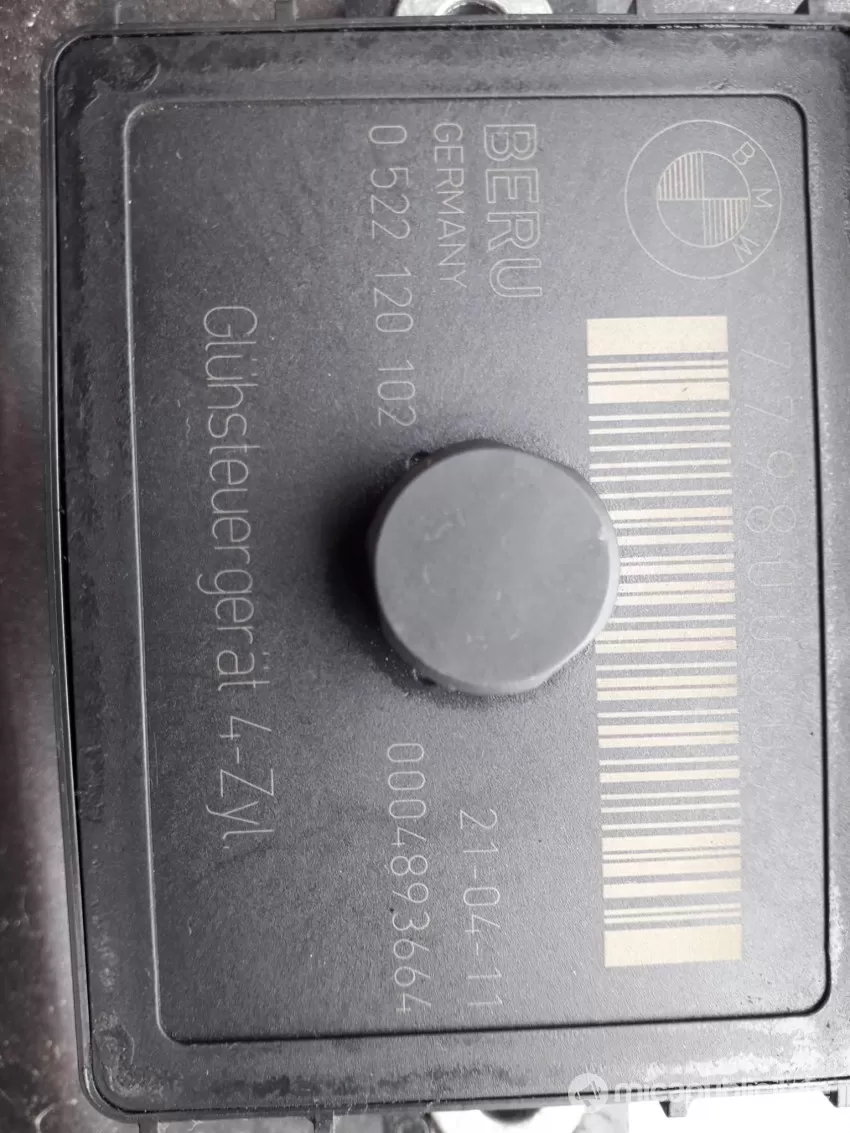 BMW
BERU
GERMANY
0 522 120 102
21-04-11
0004893664
Glühsteuergerät 4-Zyl.